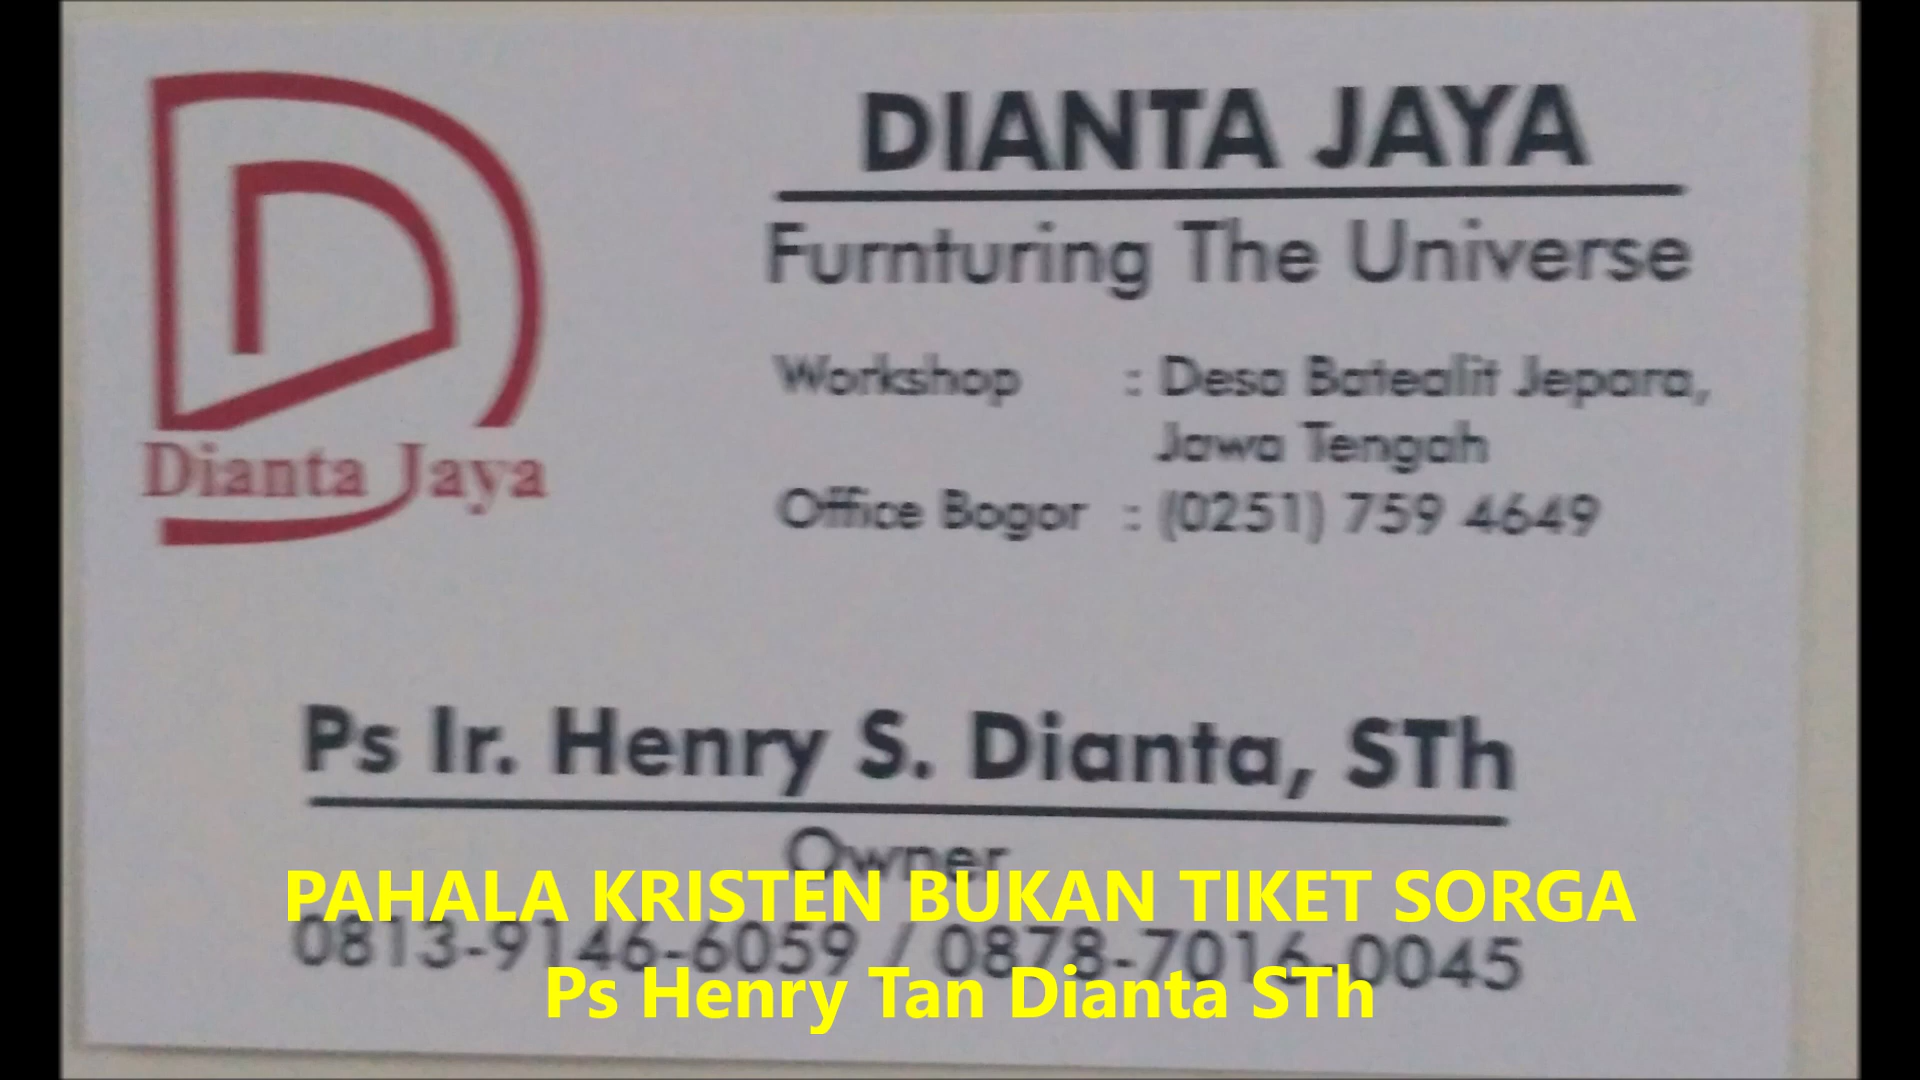 DIANTA JAYA
Furnturing The Universe
Dianta Jaya
Workshop : Desa Batealit Jepara,
Jawa Tengah
Office Bogor : (0251) 759 4649
Ps Ir. Henry S. Dianta, STh
Owner
PAHALA KRISTEN BUKAN TIKET SORGA
0813-9146-6059 / 0878-7016-0045
Ps Henry Tan Dianta STh